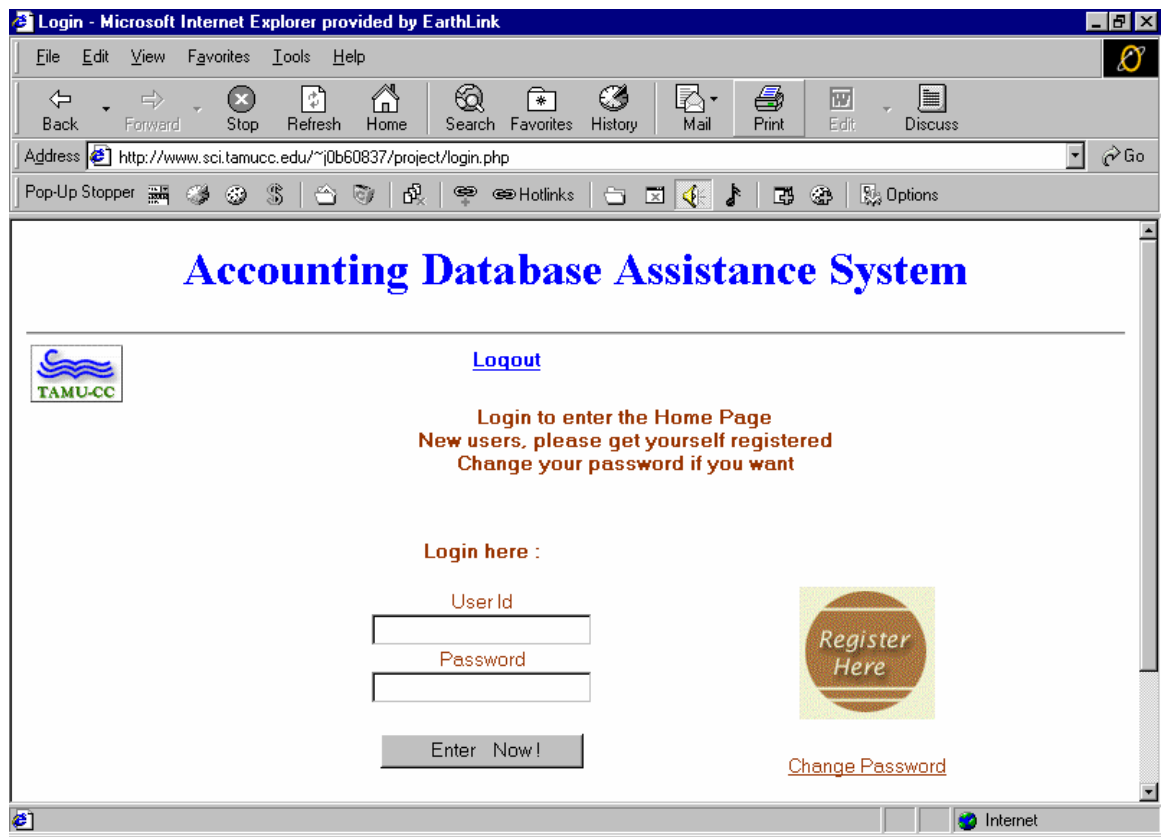 Login - Microsoft Internet Explorer provided by EarthLink
File Edit View Favorites Tools Help
Back Forward Stop Refresh Home Search Favorites History Mail Print Edit Discuss
Address http://www.sci.tamucc.edu/~j0b60837/project/login.php Go
Pop-Up Stopper Hotlinks Options
Accounting Database Assistance System
TAMU-CC
Logout
Login to enter the Home Page
New users, please get yourself registered
Change your password if you want
Login here :
User Id
Password
Register
Here
Enter Now!
Change Password
Internet